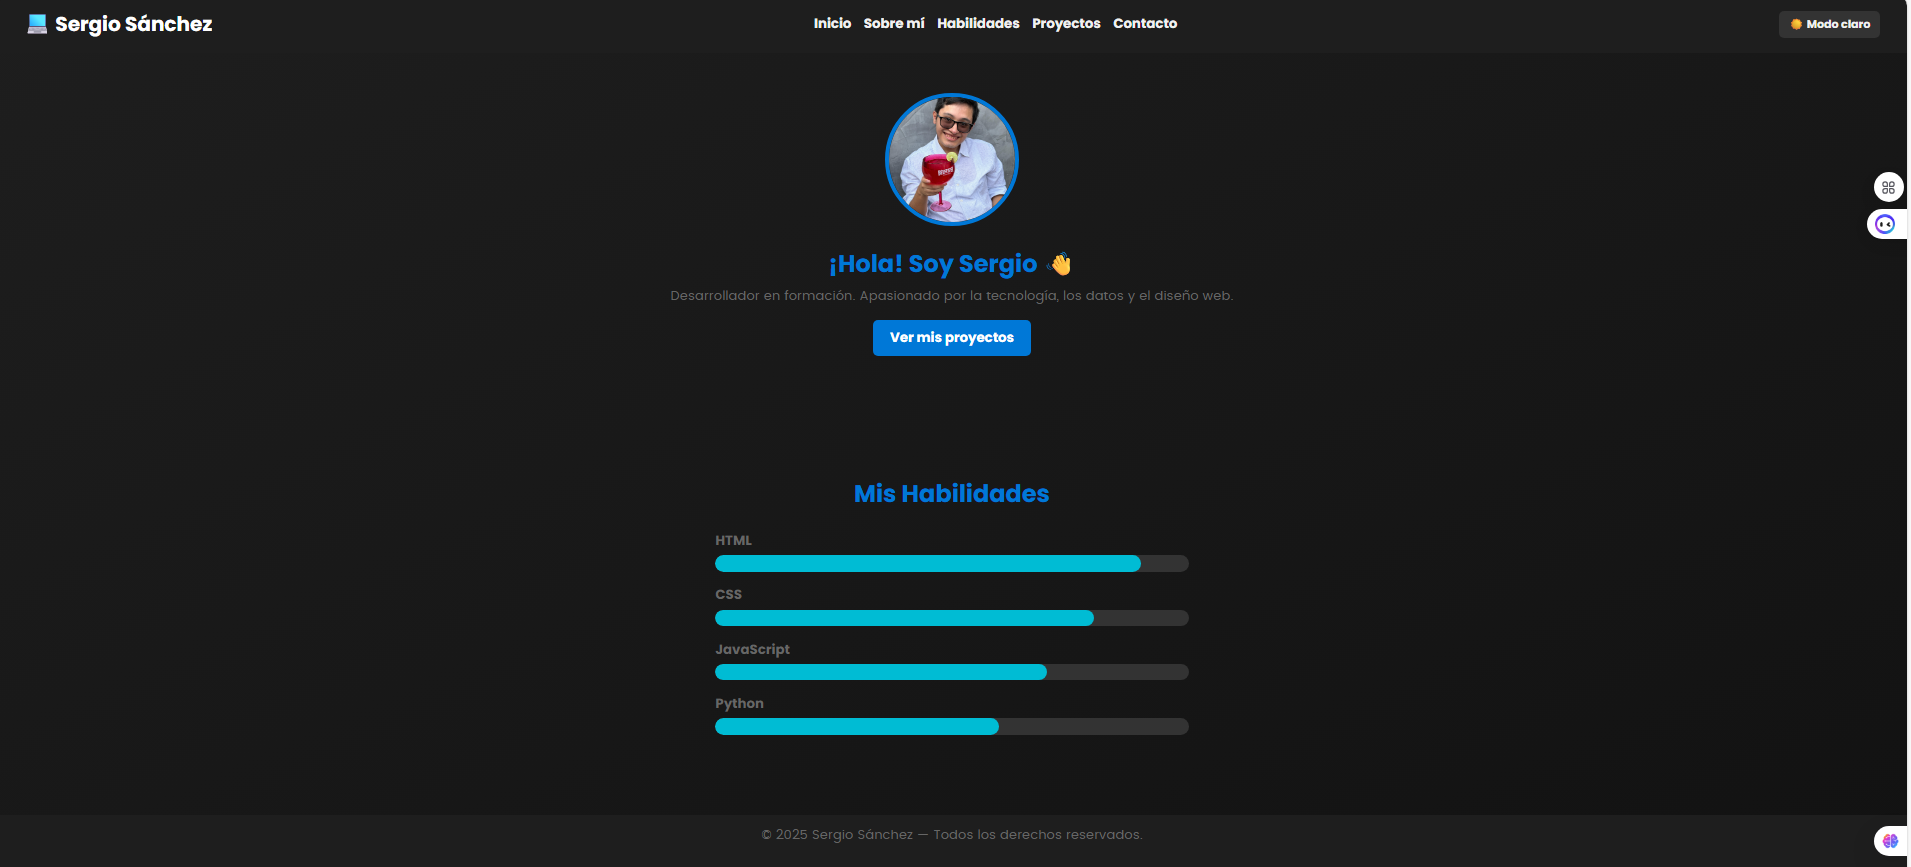 💻 Sergio Sánchez
Inicio Sobre mí Habilidades Proyectos Contacto
Modo claro
¡Hola! Soy Sergio 👋
Desarrollador en formación. Apasionado por la tecnología, los datos y el diseño web.
Ver mis proyectos
Mis Habilidades
HTML
CSS
JavaScript
Python
© 2025 Sergio Sánchez — Todos los derechos reservados.